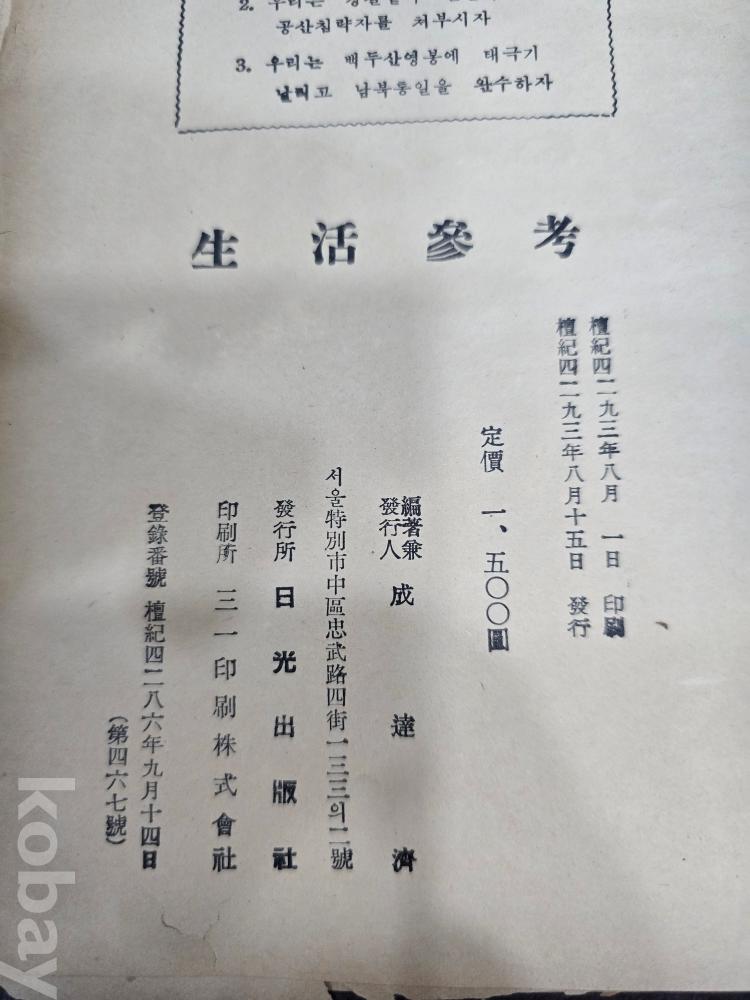 2. 우리는
공산침략자를 쳐부시자
3. 우리는 백두산영봉에 태극기
날리고 남북통일을 완수하자
生活參考
檀紀四二九三年八月 一日 印刷
檀紀四二九三年八月十五日 發行
定價 一、五〇〇圜
編著兼
發行人 成達濟
서울特別市中區忠武路四街一三三의二號
發行所 日光出版社
印刷所 三一印刷株式會社
登錄番號 檀紀四二八六年九月十四日
(第四六七號)
kobay